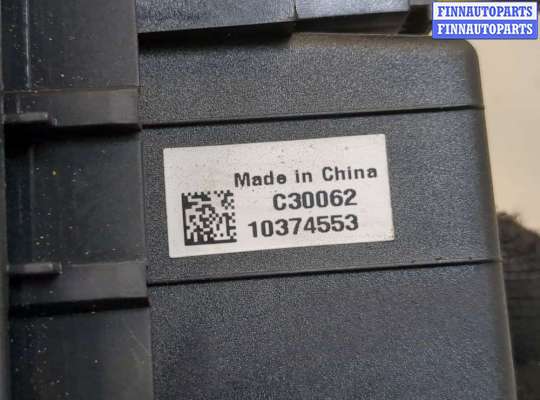 FINNAUTOPARTS
FINNAUTOPARTS
Made in China
C30062
10374553